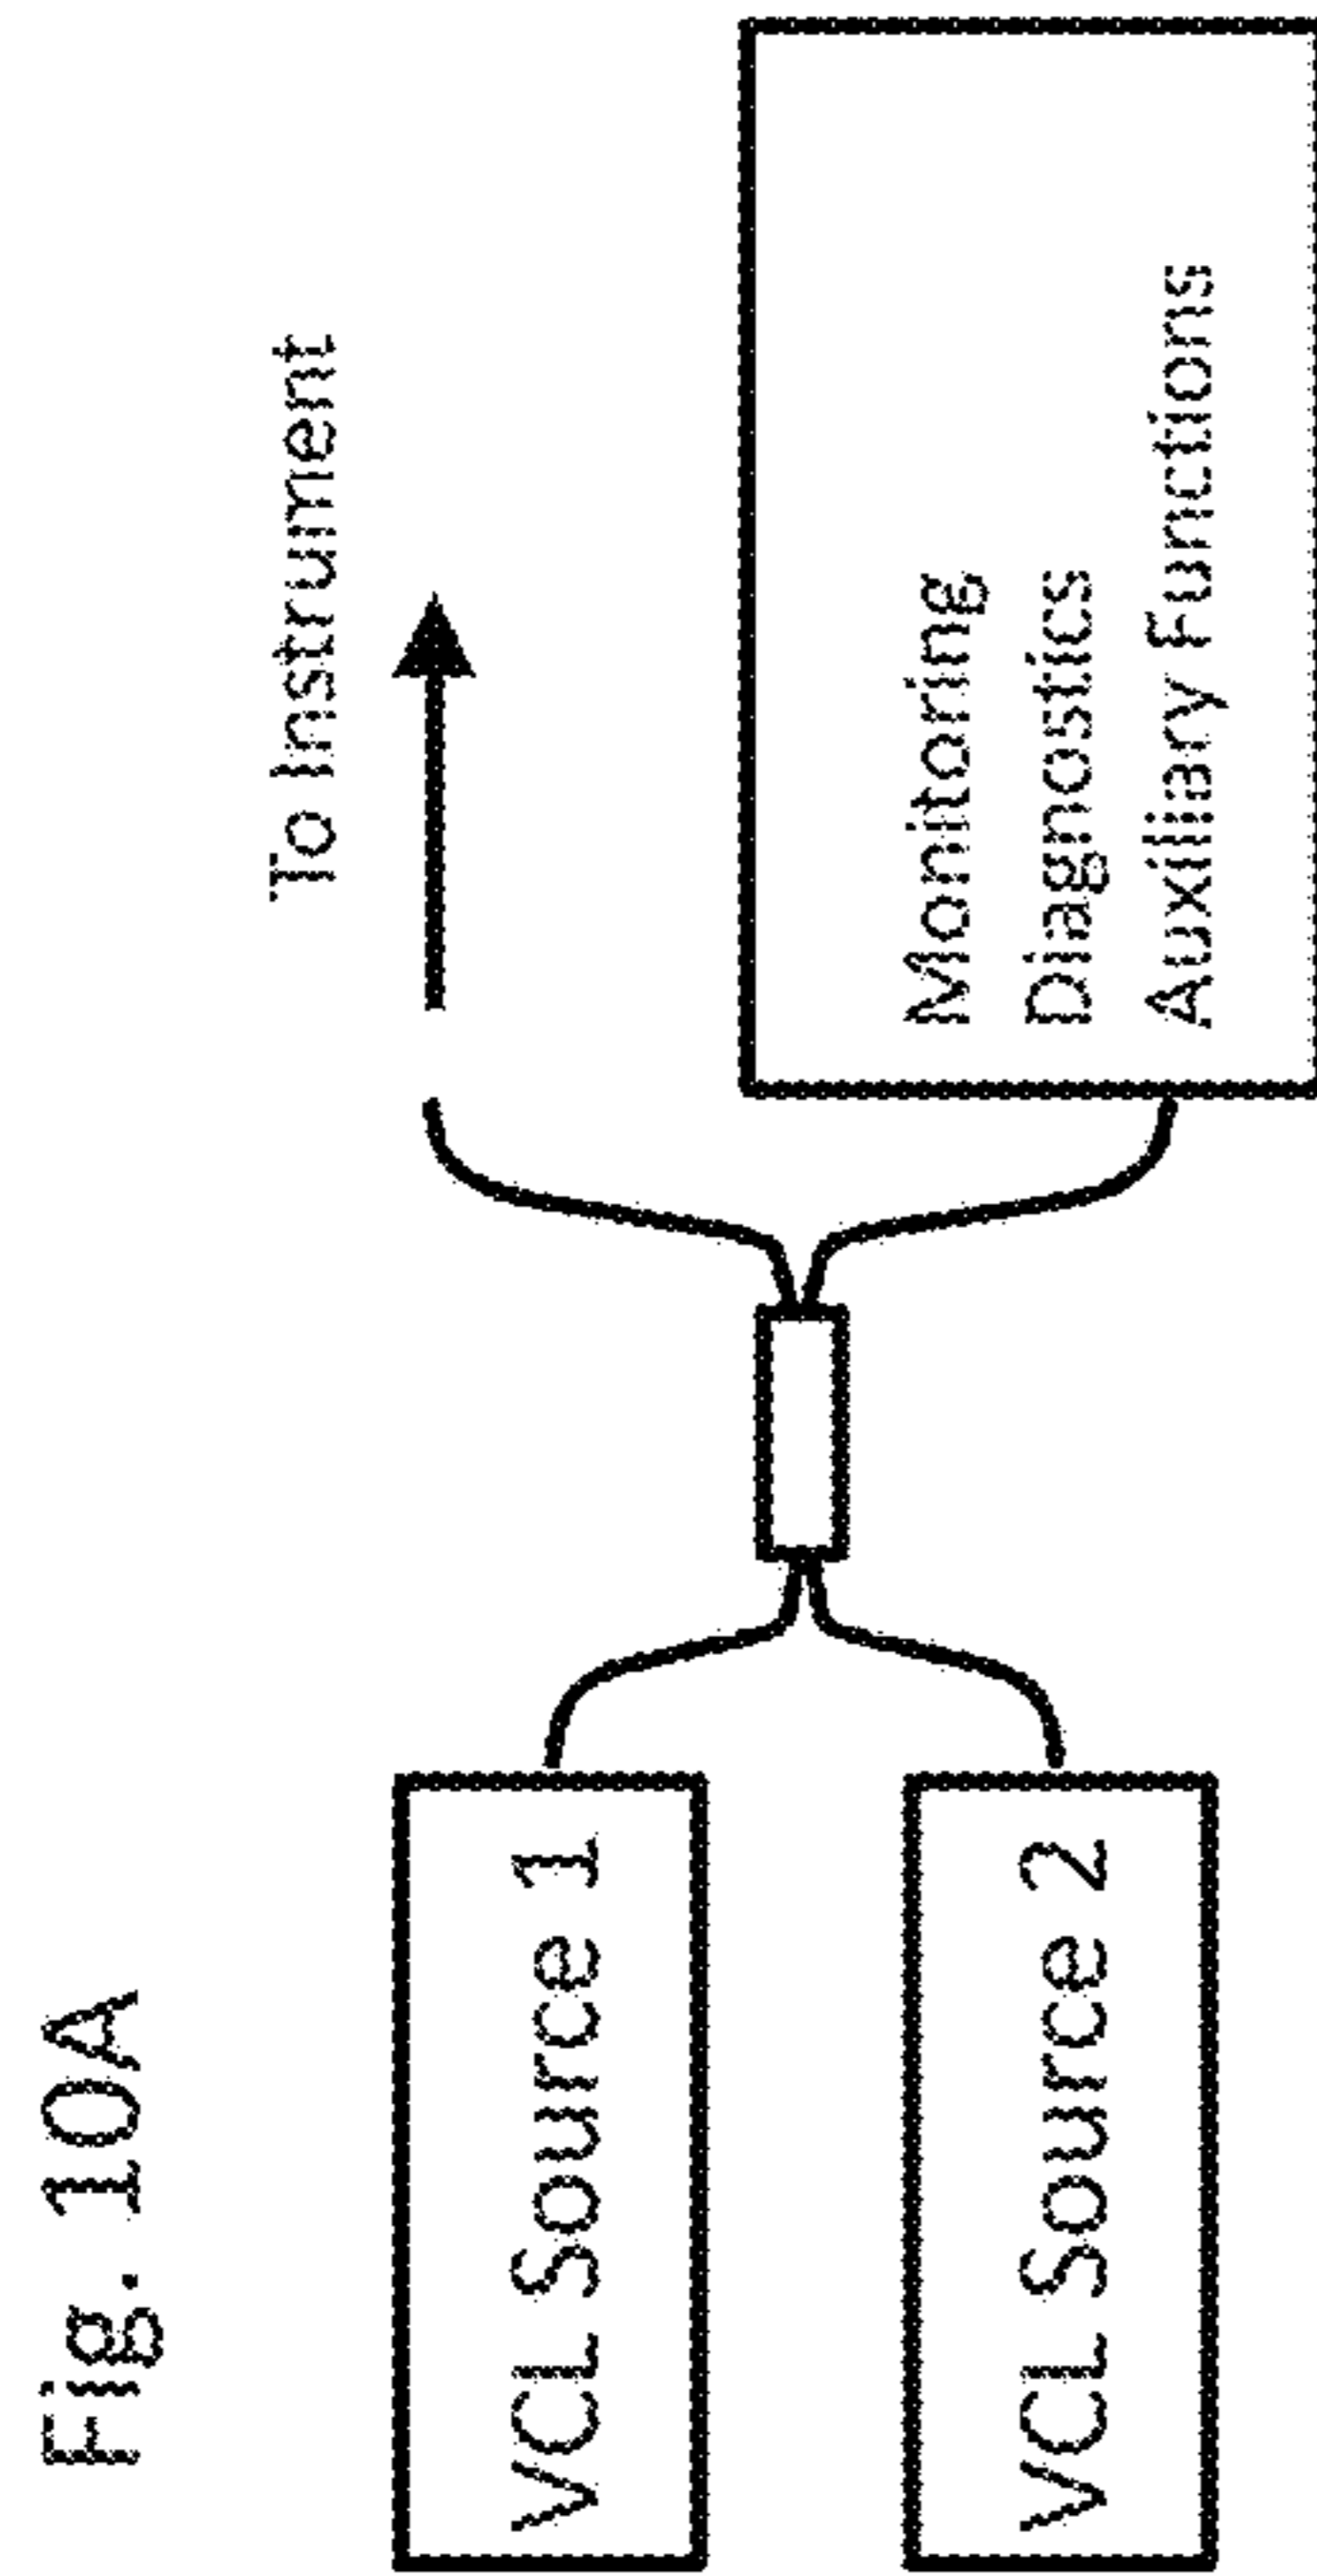 Fig. 10A
To Instrument
VCL Source 1
VCL Source 2
Monitoring
Diagnostics
Auxiliary Functions